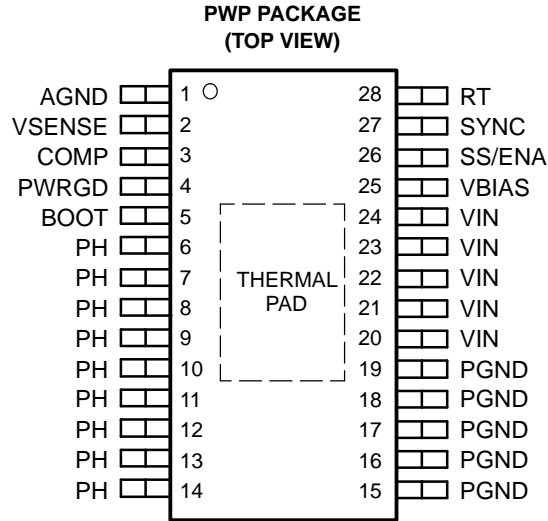 PWP PACKAGE
(TOP VIEW)
AGND 1 28 RT
VSENSE 2 27 SYNC
COMP 3 26 SS/ENA
PWRGD 4 25 VBIAS
BOOT 5 24 VIN
PH 6 23 VIN
PH 7 22 VIN
PH 8 21 VIN
PH 9 20 VIN
PH 10 19 PGND
PH 11 18 PGND
PH 12 17 PGND
PH 13 16 PGND
PH 14 15 PGND
THERMAL
PAD